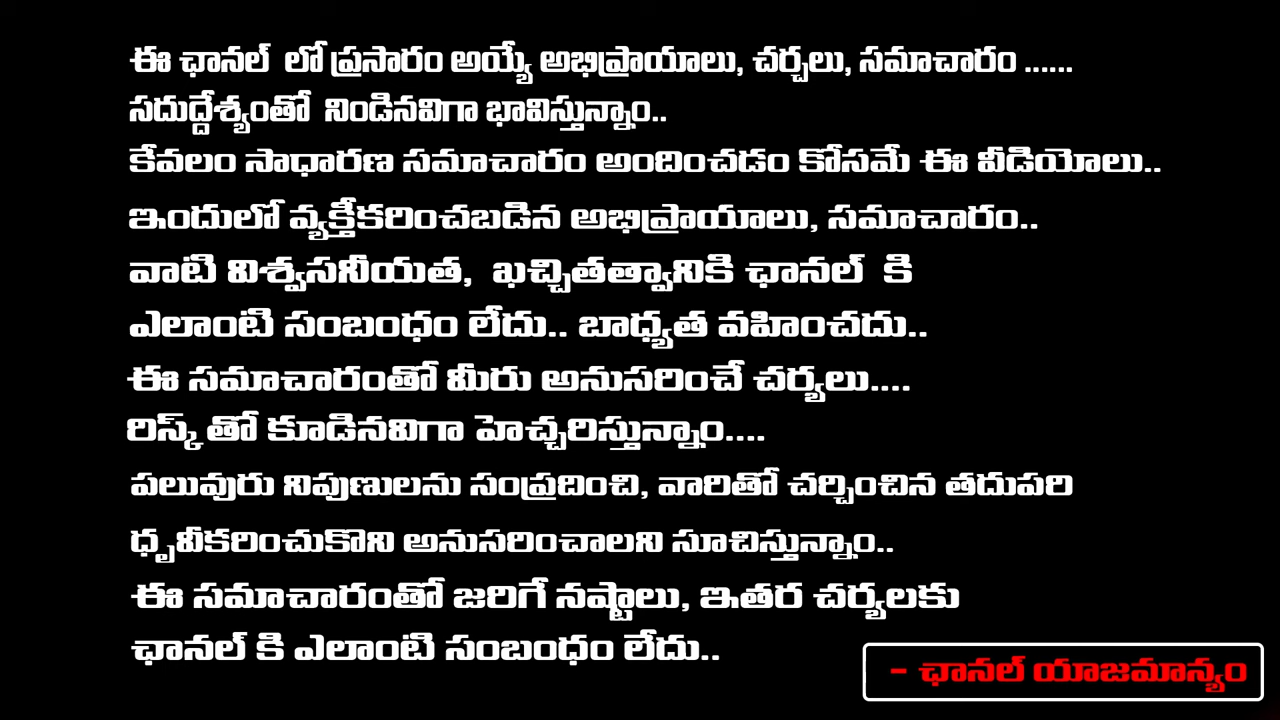 ఈ ఛానల్ లో ప్రసారం అయ్యే అభిప్రాయాలు, చర్చలు, సమాచారం ......
సదుద్దేశ్యంతో నిండినవిగా భావిస్తున్నాం..
కేవలం సాధారణ సమాచారం అందించడం కోసమే ఈ వీడియోలు..
ఇందులో వ్యక్తీకరించబడిన అభిప్రాయాలు, సమాచారం..
వాటి విశ్వసనీయత, ఖచ్చితత్వానికి ఛానల్ కి
ఎలాంటి సంబంధం లేదు.. బాధ్యత వహించదు..
ఈ సమాచారంతో మీరు అనుసరించే చర్యలు....
రిస్క్ తో కూడినవిగా హెచ్చరిస్తున్నాం....
పలువురు నిపుణులను సంప్రదించి, వారితో చర్చించిన తదుపరి
ధృవీకరించుకొని అనుసరించాలని సూచిస్తున్నాం..
ఈ సమాచారంతో జరిగే నష్టాలు, ఇతర చర్యలకు
ఛానల్ కి ఎలాంటి సంబంధం లేదు..
- ఛానల్ యాజమాన్యం